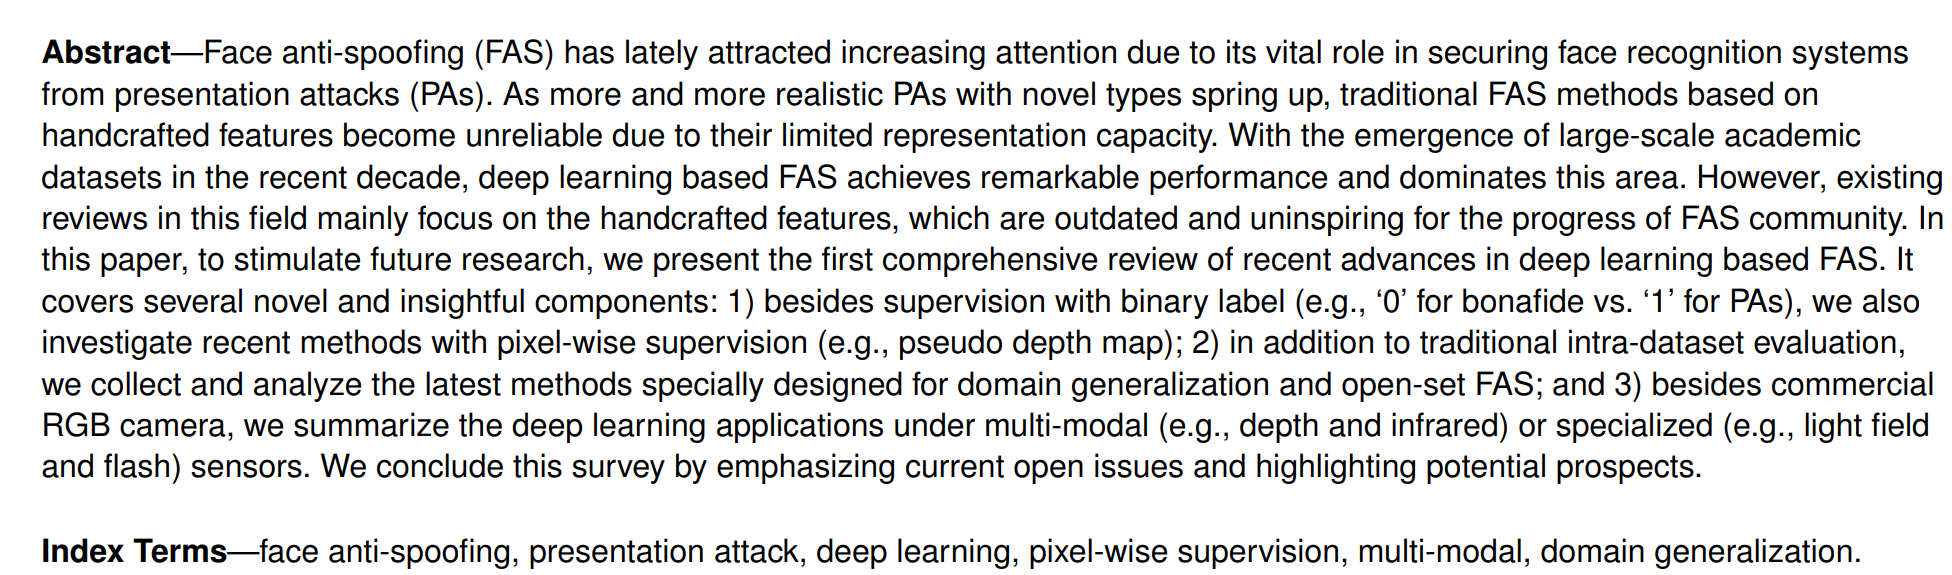 Abstract—Face anti-spoofing (FAS) has lately attracted increasing attention due to its vital role in securing face recognition systems
from presentation attacks (PAs). As more and more realistic PAs with novel types spring up, traditional FAS methods based on
handcrafted features become unreliable due to their limited representation capacity. With the emergence of large-scale academic
datasets in the recent decade, deep learning based FAS achieves remarkable performance and dominates this area. However, existing
reviews in this field mainly focus on the handcrafted features, which are outdated and uninspiring for the progress of FAS community. In
this paper, to stimulate future research, we present the first comprehensive review of recent advances in deep learning based FAS. It
covers several novel and insightful components: 1) besides supervision with binary label (e.g., ‘0’ for bonafide vs. ‘1’ for PAs), we also
investigate recent methods with pixel-wise supervision (e.g., pseudo depth map); 2) in addition to traditional intra-dataset evaluation,
we collect and analyze the latest methods specially designed for domain generalization and open-set FAS; and 3) besides commercial
RGB camera, we summarize the deep learning applications under multi-modal (e.g., depth and infrared) or specialized (e.g., light field
and flash) sensors. We conclude this survey by emphasizing current open issues and highlighting potential prospects.
Index Terms—face anti-spoofing, presentation attack, deep learning, pixel-wise supervision, multi-modal, domain generalization.